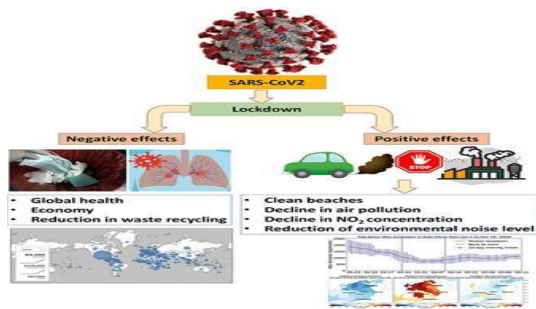 SARS-CoV2
Lockdown
Negative effects
Positive effects
STOP
• Global health
• Economy
• Reduction in waste recycling
• Clean beaches
• Decline in air pollution
• Decline in NO₂ concentration
• Reduction of environmental noise level